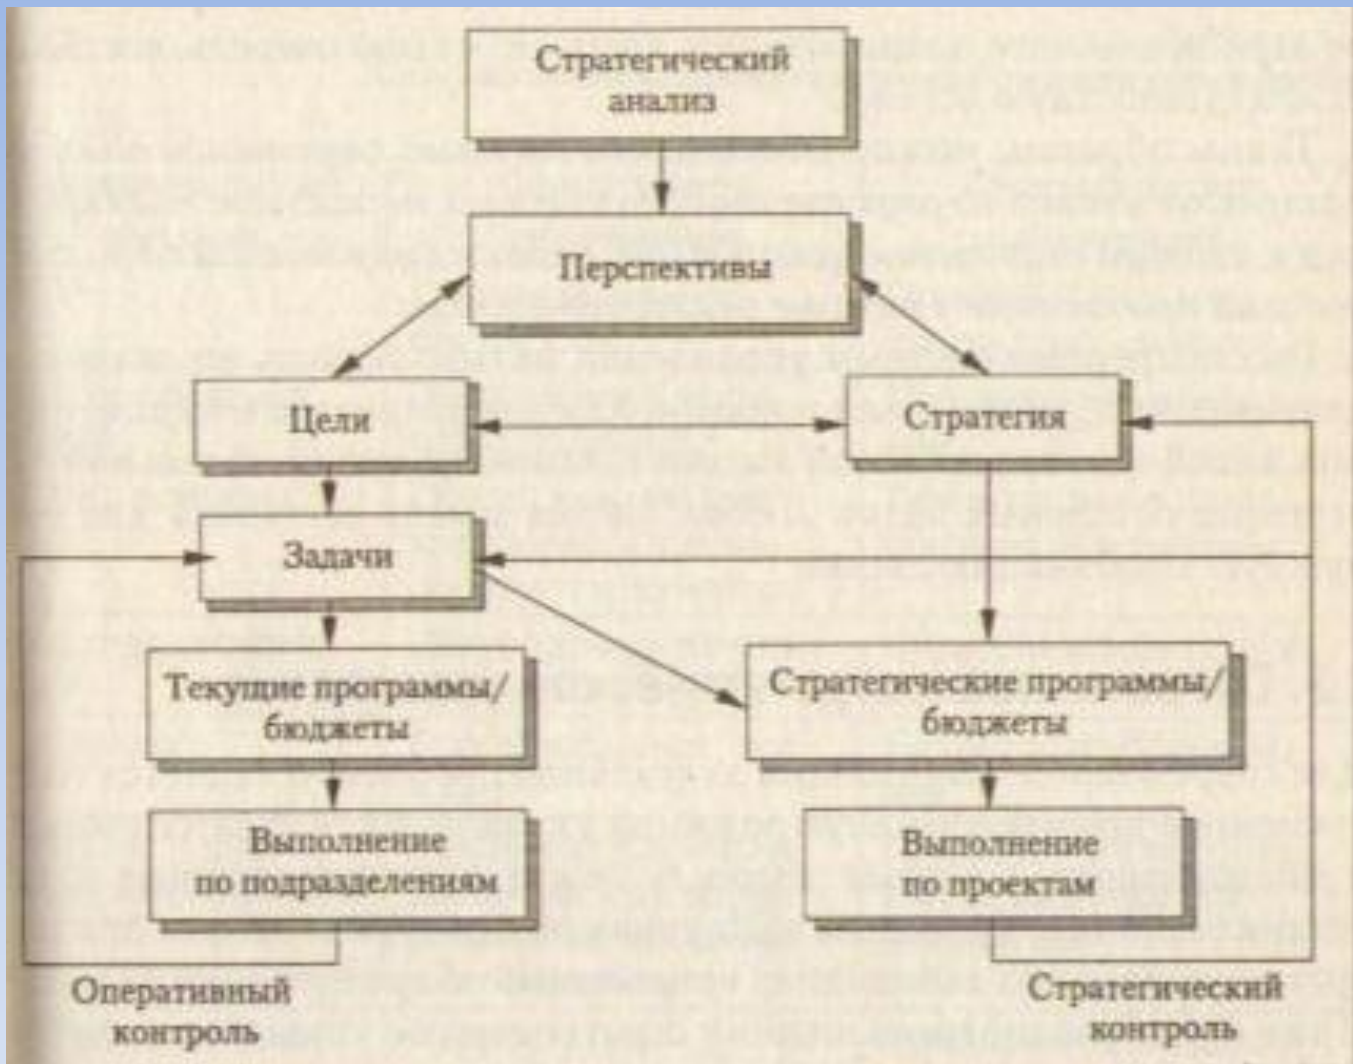 Стратегический
анализ
Перспективы
Цели
Стратегия
Задачи
Текущие программы/
бюджеты
Стратегические программы/
бюджеты
Выполнение
по подразделениям
Выполнение
по проектам
Оперативный
контроль
Стратегический
контроль